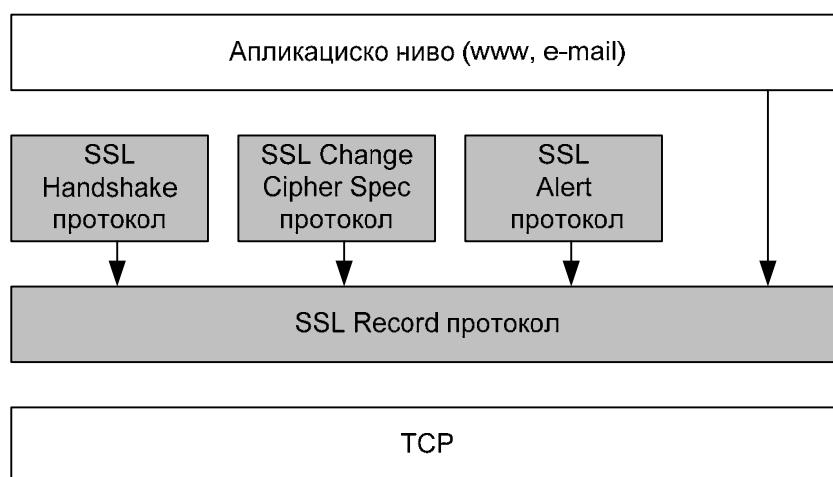 Апликациско ниво (www, e-mail)
SSL
Handshake
протокол
SSL Change
Cipher Spec
протокол
SSL
Alert
протокол
SSL Record протокол
TCP